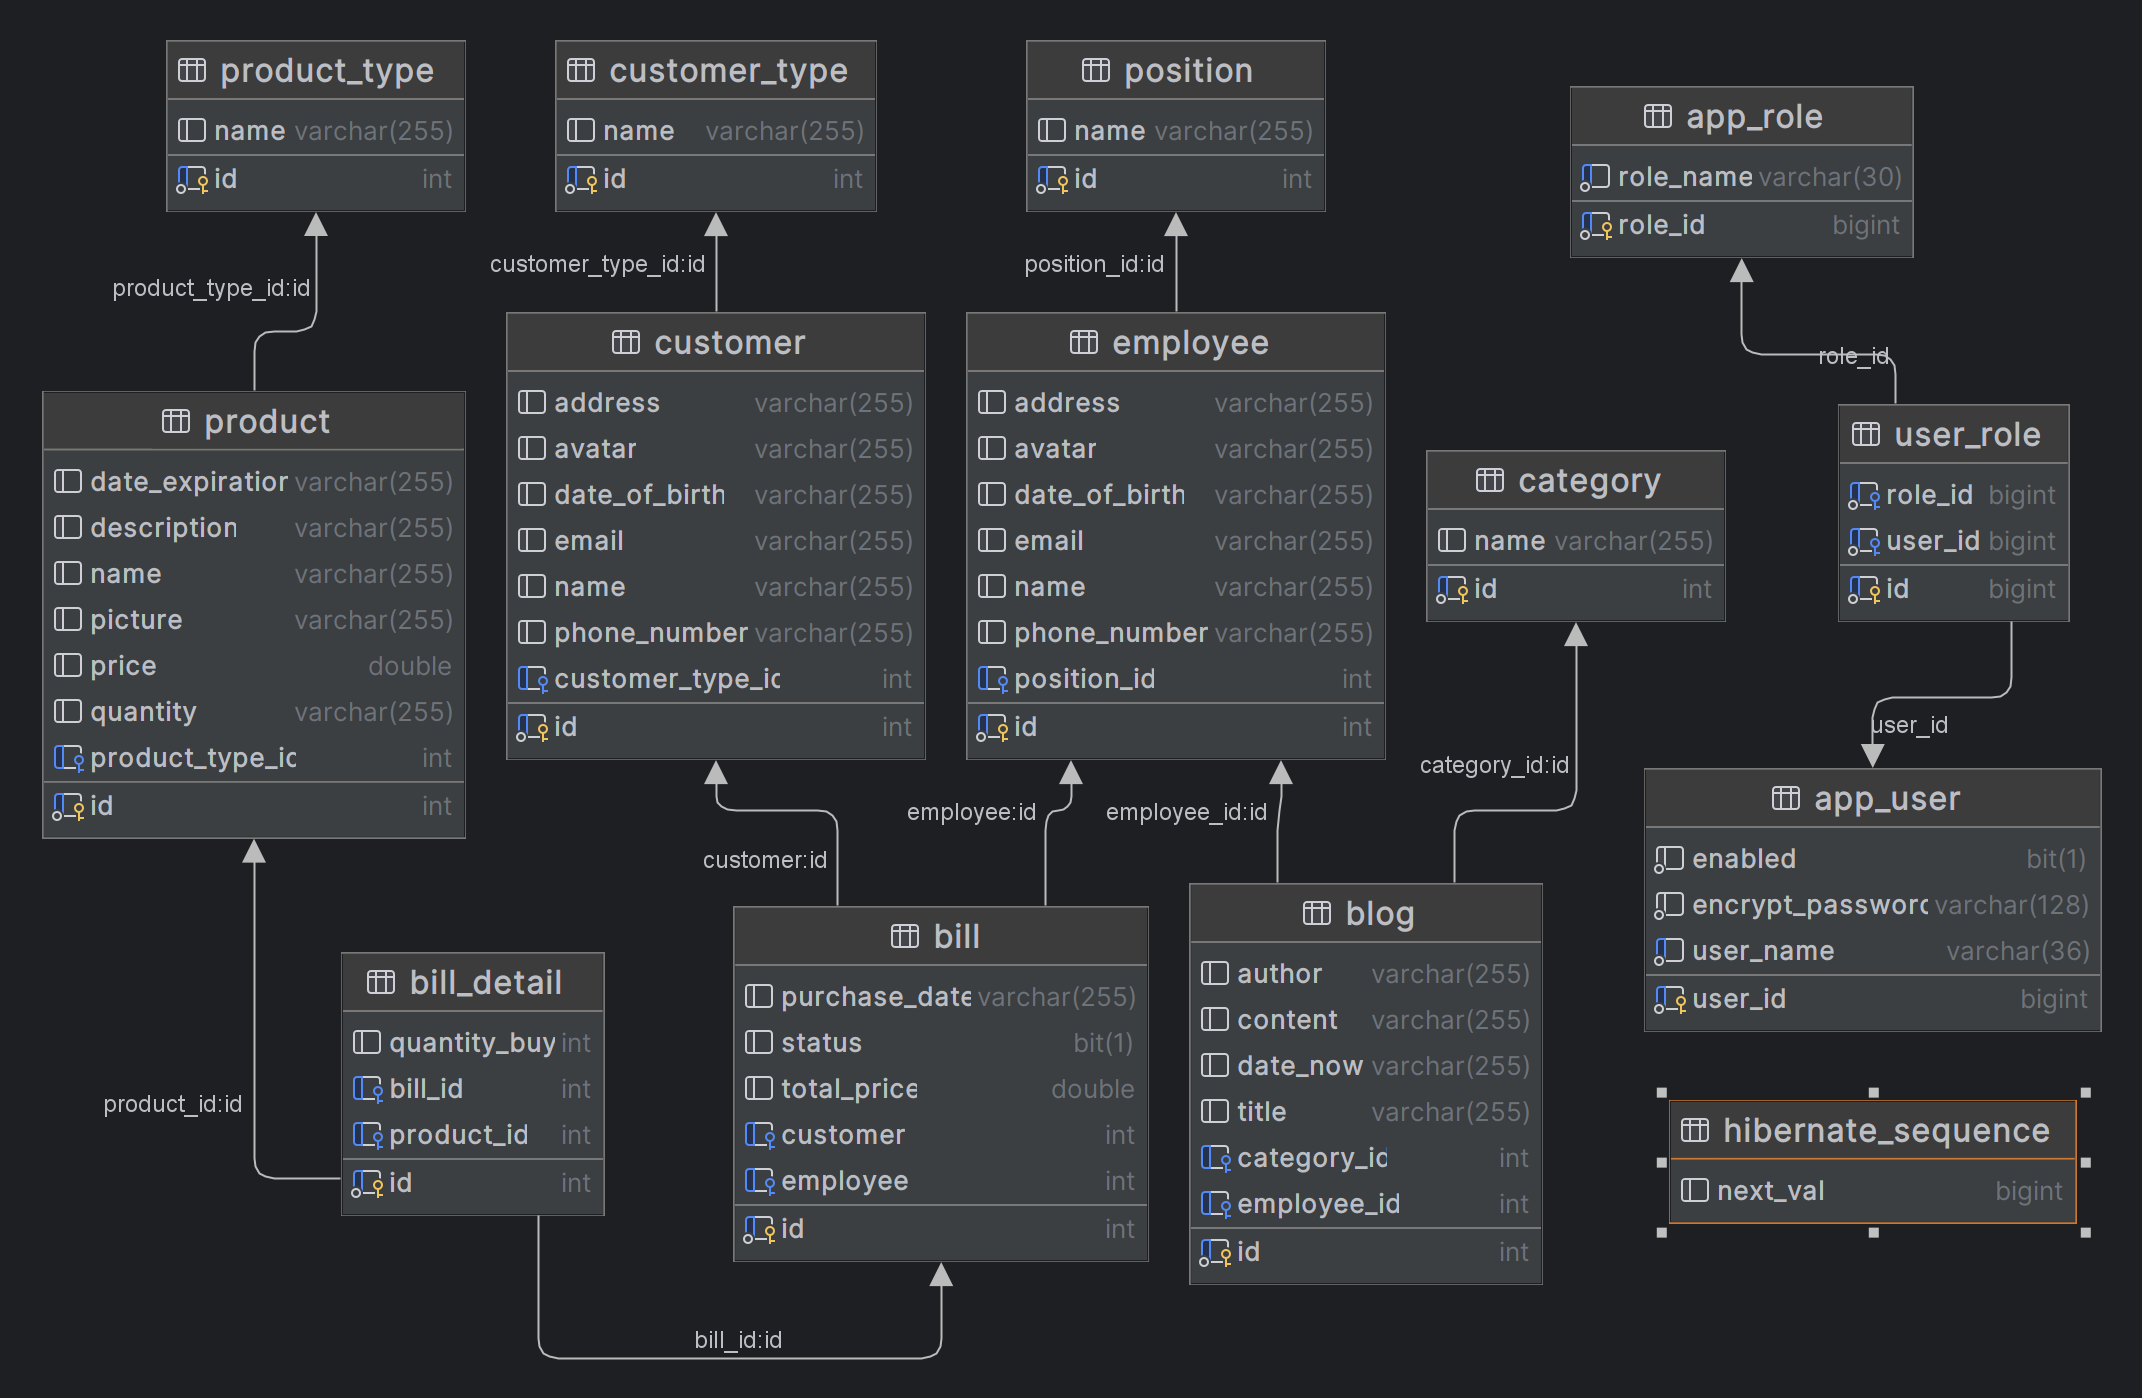 product_type
name varchar(255)
id int
customer_type
name varchar(255)
id int
position
name varchar(255)
id int
app_role
role_name varchar(30)
role_id bigint
product_type_id:id
customer_type_id:id
position_id:id
role_id
product
date_expiration varchar(255)
description varchar(255)
name varchar(255)
picture varchar(255)
price double
quantity varchar(255)
product_type_id int
id int
customer
address varchar(255)
avatar varchar(255)
date_of_birth varchar(255)
email varchar(255)
name varchar(255)
phone_number varchar(255)
customer_type_id int
id int
employee
address varchar(255)
avatar varchar(255)
date_of_birth varchar(255)
email varchar(255)
name varchar(255)
phone_number varchar(255)
position_id int
id int
category
name varchar(255)
id int
user_role
role_id bigint
user_id bigint
id bigint
customer:id
employee:id
employee_id:id
category_id:id
user_id
app_user
enabled bit(1)
encrypt_password varchar(128)
user_name varchar(36)
user_id bigint
product_id:id
bill_detail
quantity_buy int
bill_id int
product_id int
id int
bill
purchase_date varchar(255)
status bit(1)
total_price double
customer int
employee int
id int
blog
author varchar(255)
content varchar(255)
date_now varchar(255)
title varchar(255)
category_id int
employee_id int
id int
hibernate_sequence
next_val bigint
bill_id:id